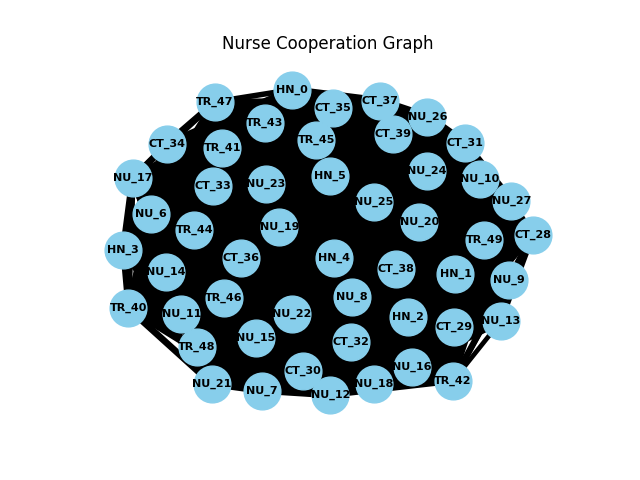 Nurse Cooperation Graph
HN_0
TR_47
CT_35
CT_37
NU_26
TR_43
CT_39
TR_45
CT_34
TR_41
CT_31
NU_24
HN_5
NU_17
NU_10
CT_33
NU_23
NU_27
NU_25
NU_6
NU_20
NU_19
TR_44
CT_28
TR_49
HN_3
CT_36
HN_4
CT_38
NU_14
HN_1
NU_9
TR_46
NU_8
TR_40
NU_11
NU_22
HN_2
NU_13
CT_29
NU_15
CT_32
TR_48
NU_16
CT_30
TR_42
NU_21
NU_18
NU_7
NU_12